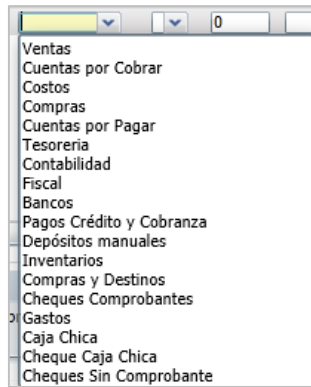 0
Ventas
Cuentas por Cobrar
Costos
Compras
Cuentas por Pagar
Tesoreria
Contabilidad
Fiscal
Bancos
Pagos Crédito y Cobranza
Depósitos manuales
Inventarios
Compras y Destinos
Cheques Comprobantes
Gastos
Caja Chica
Cheque Caja Chica
Cheques Sin Comprobante